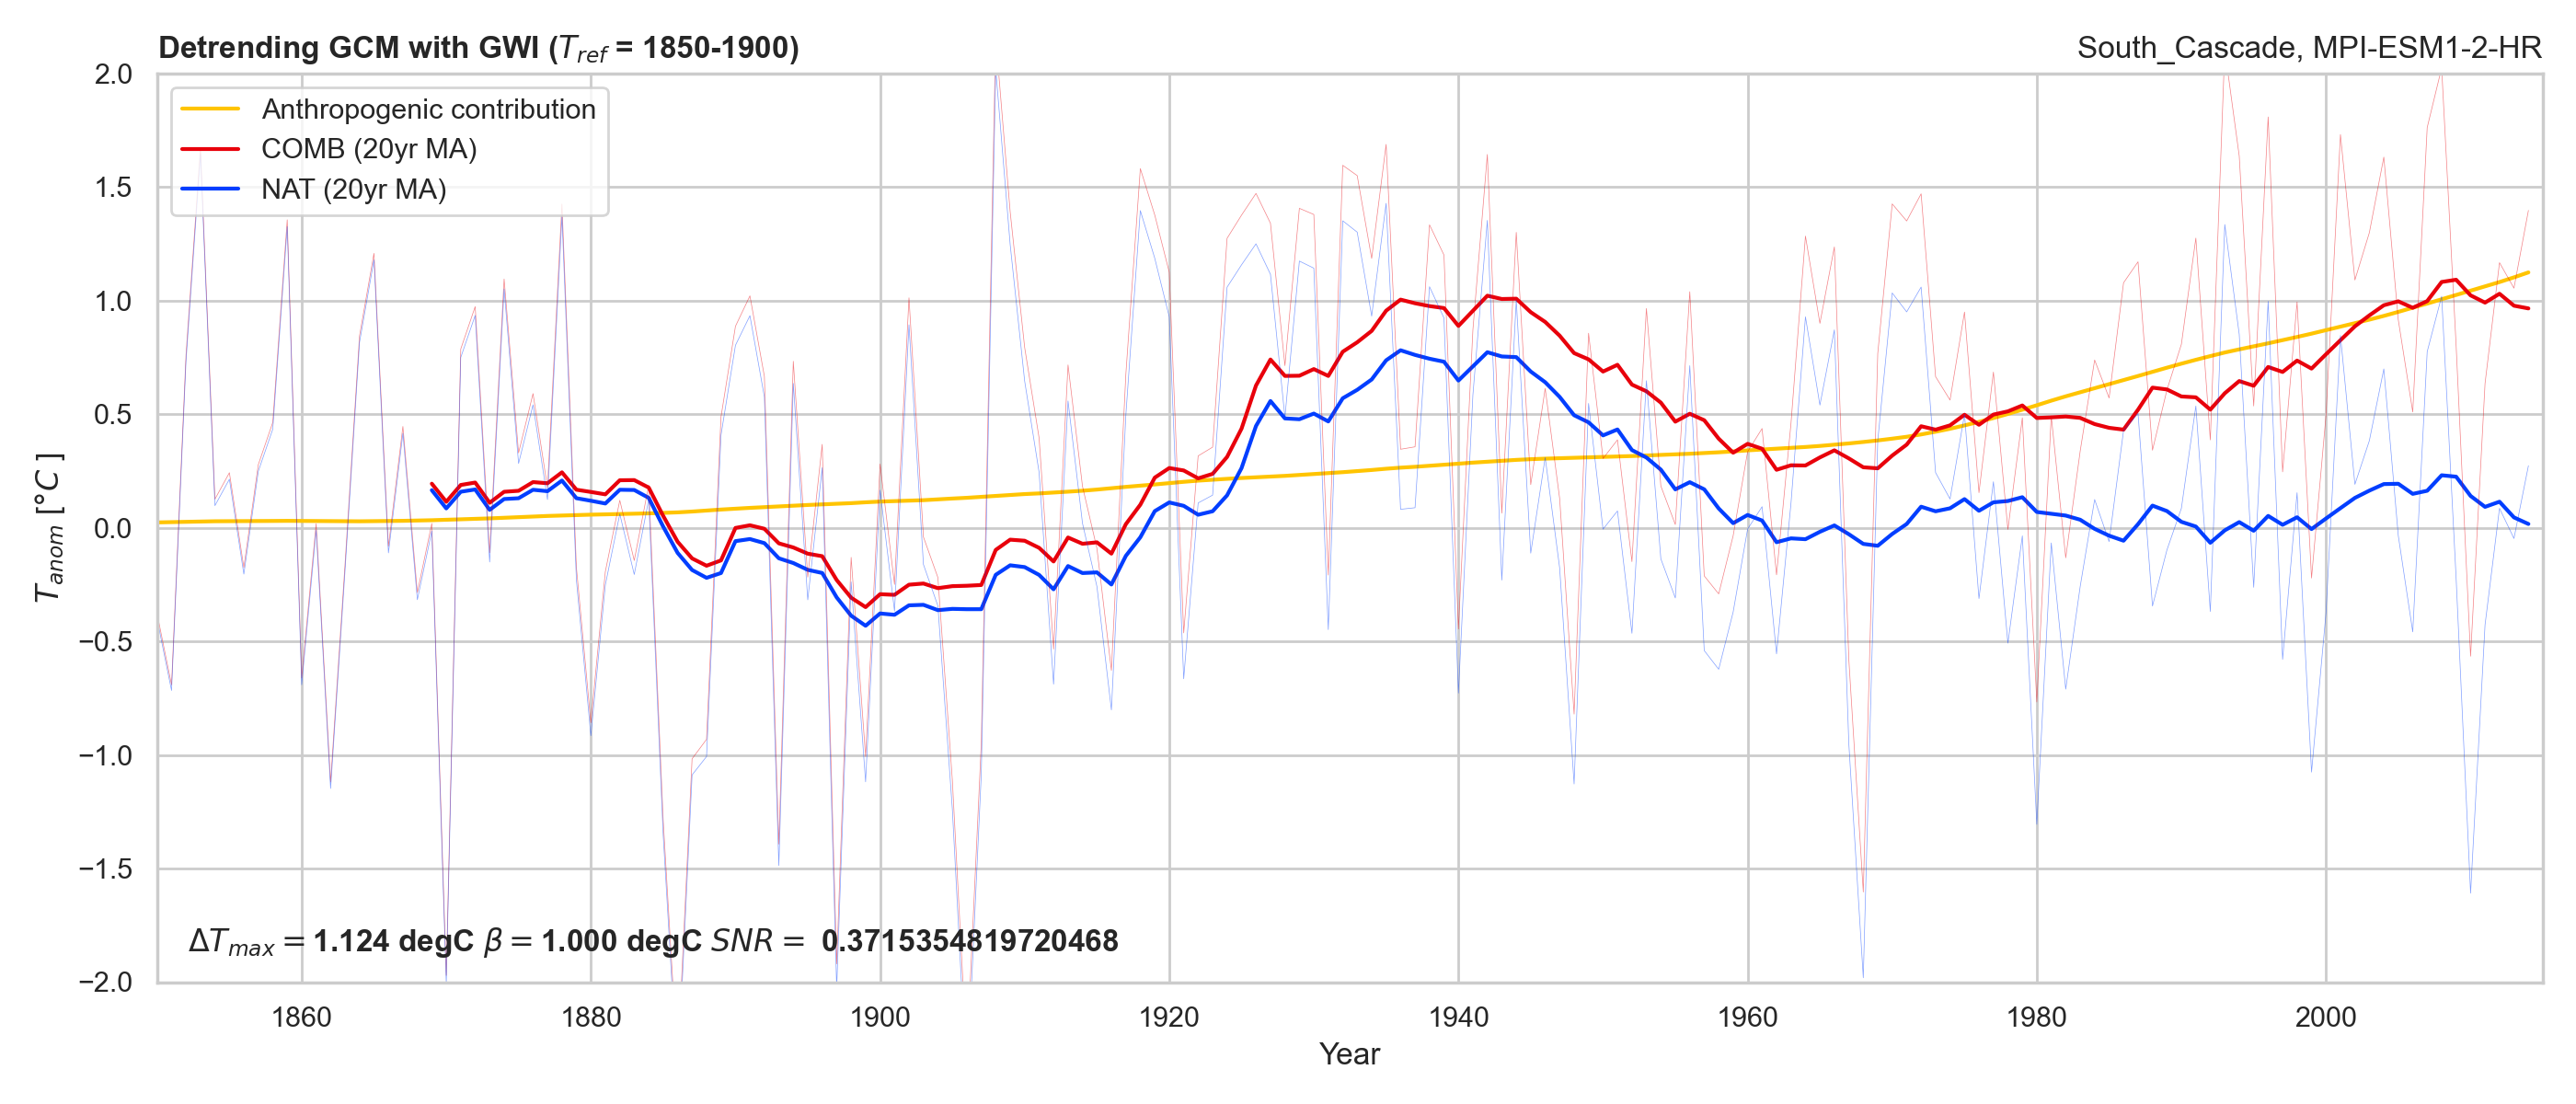 Detrending GCM with GWI (T_ref = 1850-1900)
South_Cascade, MPI-ESM1-2-HR
Anthropogenic contribution
COMB (20yr MA)
NAT (20yr MA)
T_anom [°C ]
2.0
1.5
1.0
0.5
0.0
−0.5
−1.0
−1.5
−2.0
ΔT_max = 1.124 degC β = 1.000 degC SNR = 0.3715354819720468
1860 1880 1900 1920 1940 1960 1980 2000
Year